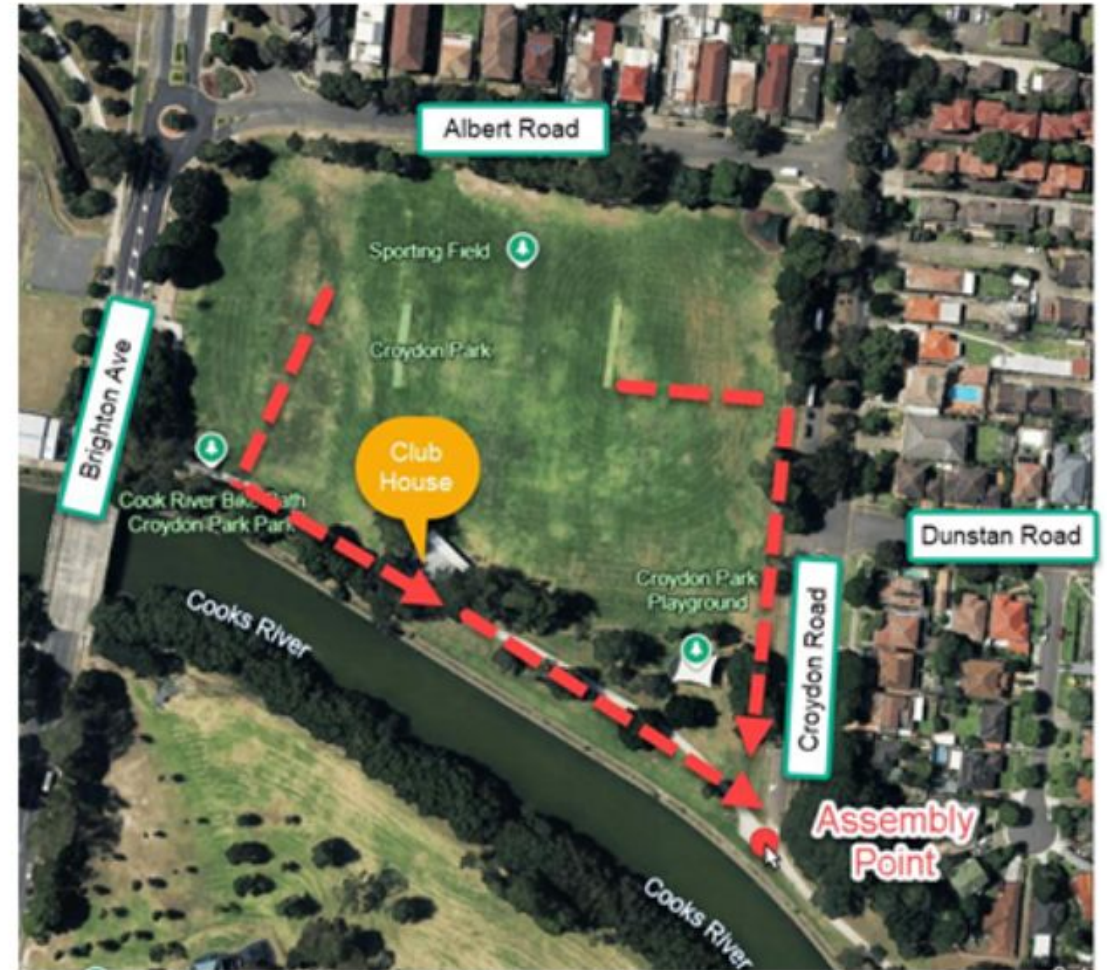 Albert Road
Sporting Field
Croydon Park
Brighton Ave
Club
House
Cook River Bike Path
Croydon Park Park
Dunstan Road
Croydon Park
Playground
Cooks River
Croydon Road
Assembly
Point
Cooks River